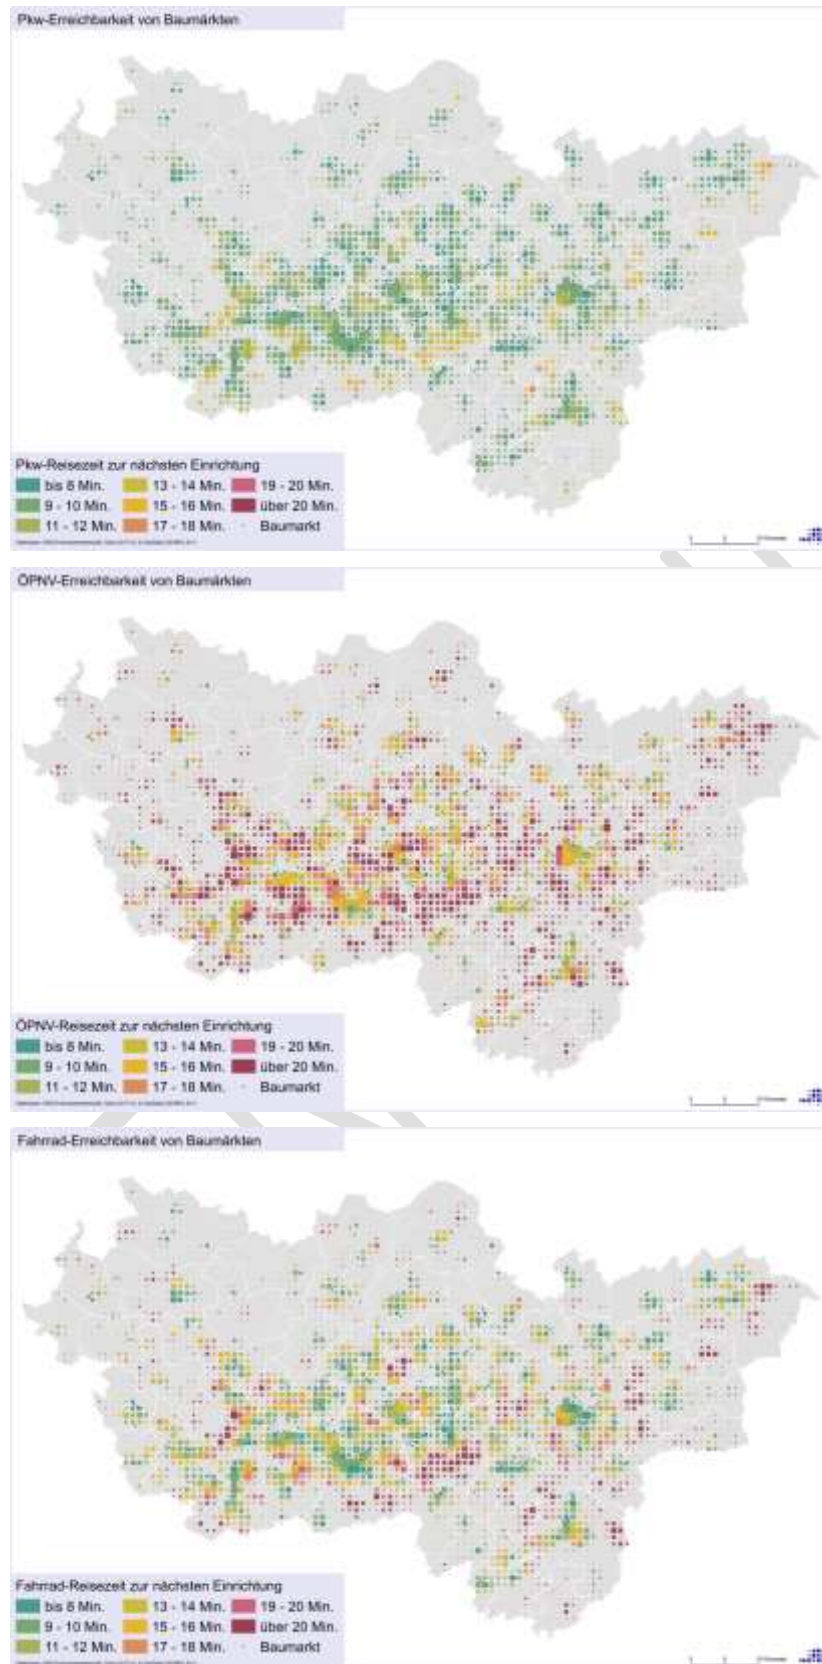 Pkw-Erreichbarkeit von Baumärkten
Pkw-Reisezeit zur nächsten Einrichtung
bis 8 Min. 13 - 14 Min. 19 - 20 Min.
9 - 10 Min. 15 - 16 Min. über 20 Min.
11 - 12 Min. 17 - 18 Min. Baumarkt
ÖPNV-Erreichbarkeit von Baumärkten
ÖPNV-Reisezeit zur nächsten Einrichtung
bis 8 Min. 13 - 14 Min. 19 - 20 Min.
9 - 10 Min. 15 - 16 Min. über 20 Min.
11 - 12 Min. 17 - 18 Min. Baumarkt
Fahrrad-Erreichbarkeit von Baumärkten
Fahrrad-Reisezeit zur nächsten Einrichtung
bis 8 Min. 13 - 14 Min. 19 - 20 Min.
9 - 10 Min. 15 - 16 Min. über 20 Min.
11 - 12 Min. 17 - 18 Min. Baumarkt